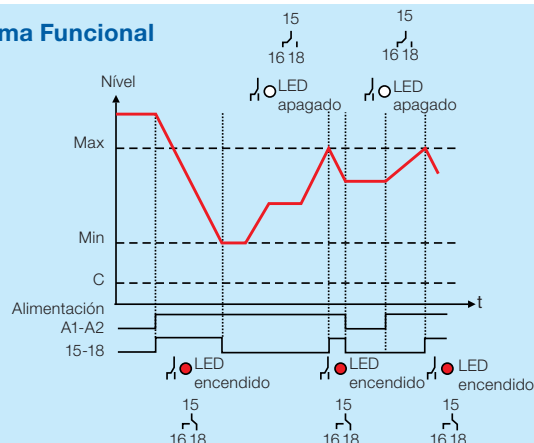 ma Funcional
15
16 18
LED
apagado
15
16 18
LED
apagado
Nível
Max
Min
C
t
Alimentación
A1-A2
15-18
LED
encendido
15
16 18
LED
encendido
15
16 18
LED
encendido
15
16 18